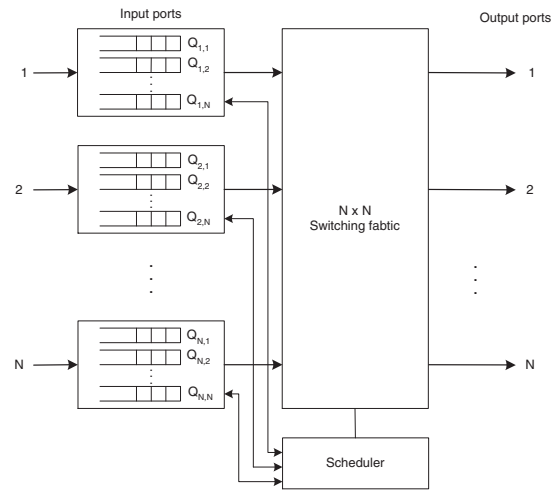 Input ports
Output ports
Q1,1
Q1,2
Q1,N
1
1
Q2,1
Q2,2
Q2,N
2
2
N x N
Switching fabtic
QN,1
QN,2
QN,N
N
N
Scheduler